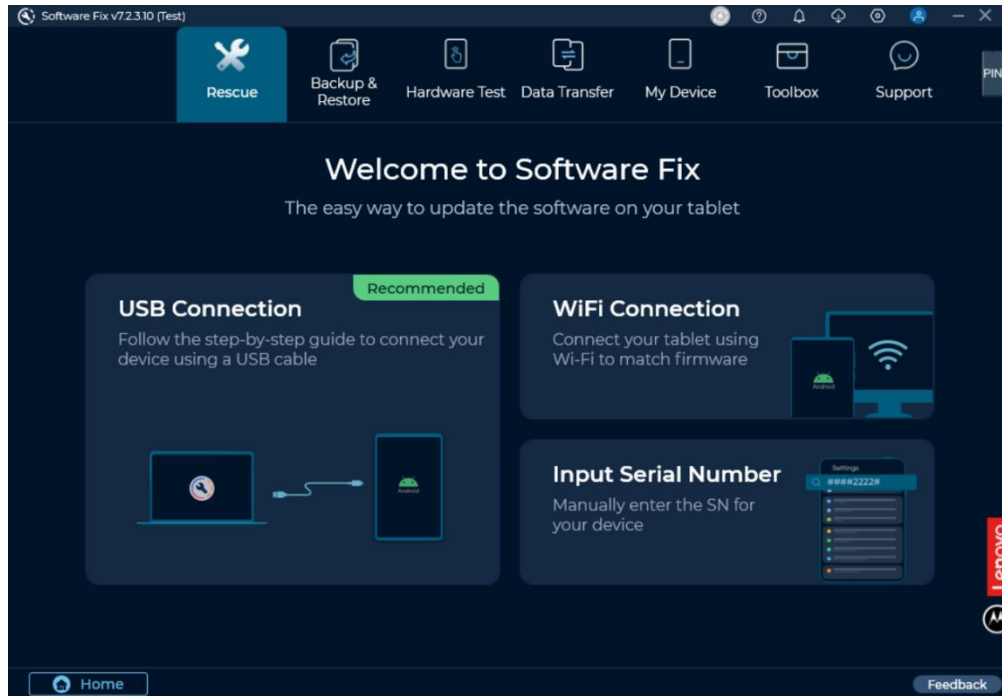 Software Fix v7.2.3.10 (Test)
Rescue
Backup &
Restore
Hardware Test
Data Transfer
My Device
Toolbox
Support
PIN
Welcome to Software Fix
The easy way to update the software on your tablet
Recommended
USB Connection
Follow the step-by-step guide to connect your
device using a USB cable
Android
WiFi Connection
Connect your tablet using
Wi-Fi to match firmware
Android
Input Serial Number
Manually enter the SN for
your device
Settings
####2222#
Lenovo
Home
Feedback